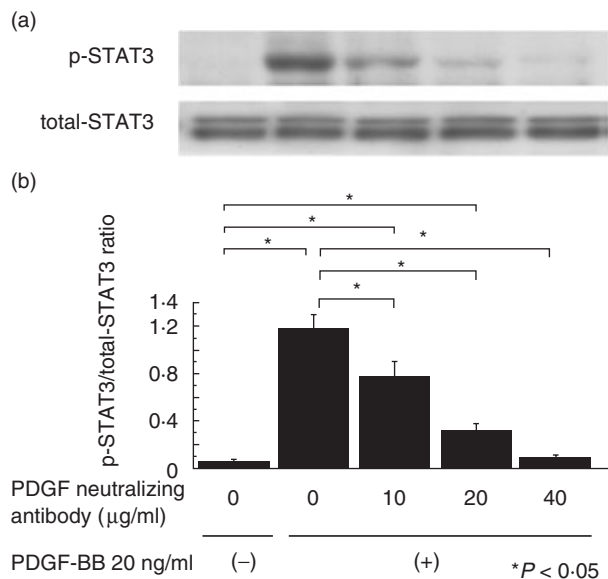 (a)
p-STAT3
total-STAT3
(b)
*
*
*
*
*
*
p-STAT3/total-STAT3 ratio
1·4
1·2
0·8
0·4
0
PDGF neutralizing
antibody (μg/ml)
0 0 10 20 40
PDGF-BB 20 ng/ml (−) (+)
*P < 0·05